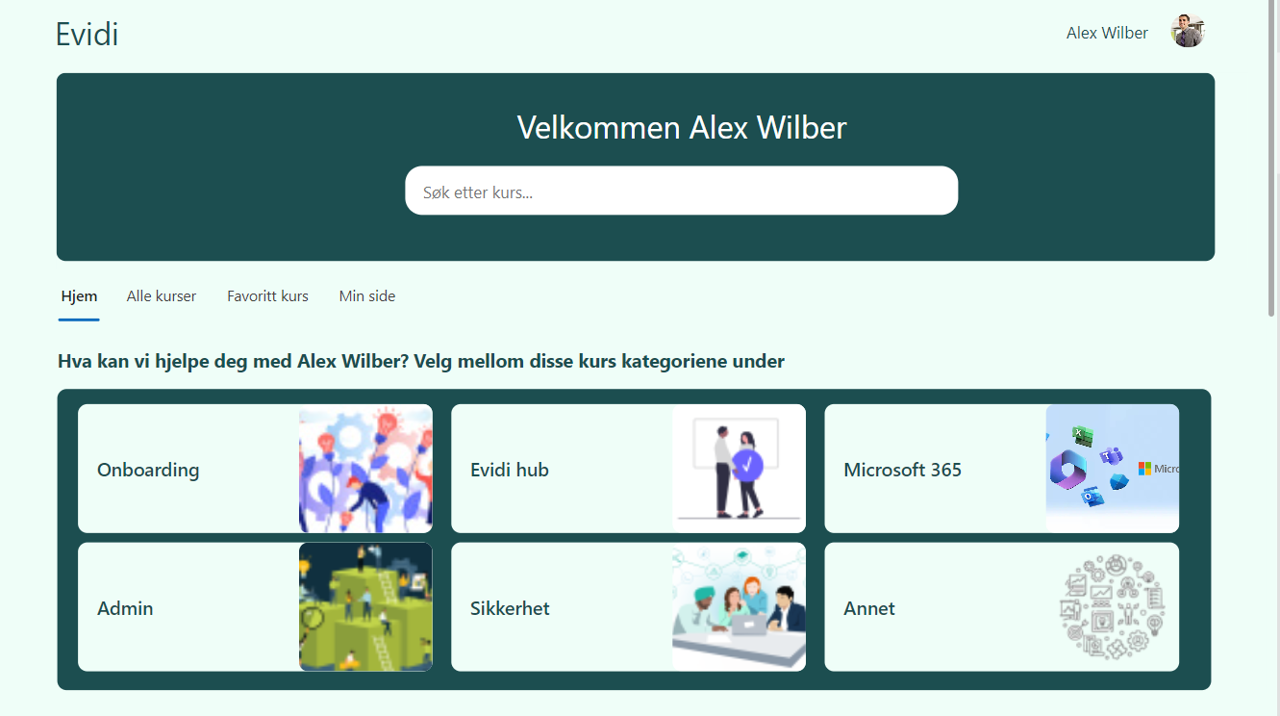 Evidi
Alex Wilber
Velkommen Alex Wilber
Søk etter kurs...
Hjem Alle kurser Favoritt kurs Min side
Hva kan vi hjelpe deg med Alex Wilber? Velg mellom disse kurs kategoriene under
Onboarding
Evidi hub
Microsoft 365
Micro
Admin
Sikkerhet
Annet